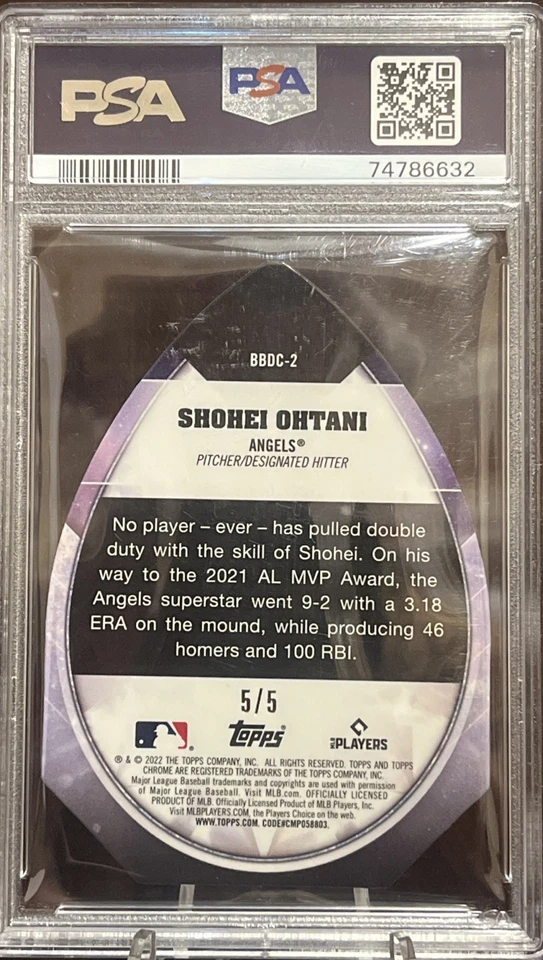 PSA
PSA
74786632
BBDC-2
SHOHEI OHTANI
ANGELS®
PITCHER/DESIGNATED HITTER
No player – ever – has pulled double
duty with the skill of Shohei. On his
way to the 2021 AL MVP Award, the
Angels superstar went 9-2 with a 3.18
ERA on the mound, while producing 46
homers and 100 RBI.
5/5
Topps
MLB PLAYERS
® & © 2022 THE TOPPS COMPANY, INC. ALL RIGHTS RESERVED. TOPPS AND TOPPS
CHROME ARE REGISTERED TRADEMARKS OF THE TOPPS COMPANY, INC.
Major League Baseball trademarks and copyrights are used with permission
of Major League Baseball. Visit MLB.com. OFFICIALLY LICENSED
PRODUCT OF MLB. Officially Licensed Product of MLB Players, Inc.
Visit MLBPLAYERS.COM, the Players Choice on the web.
WWW.TOPPS.COM. CODE#CMP058803.